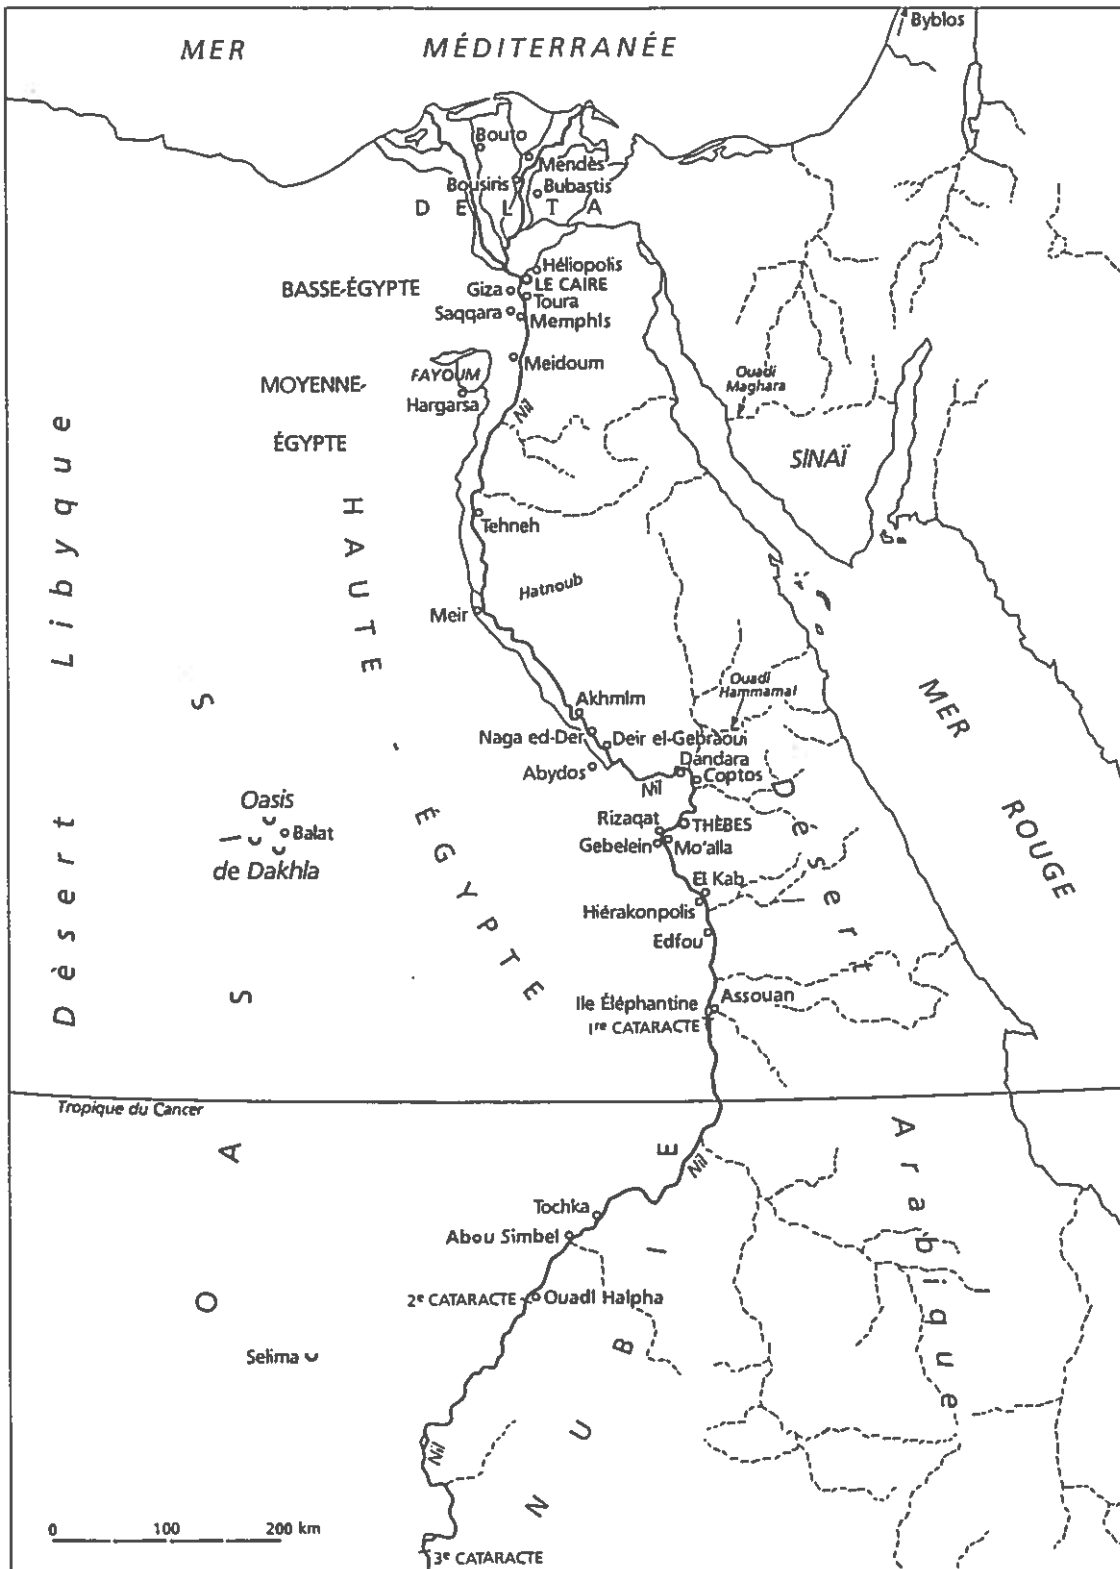 Byblos
MER MÉDITERRANÉE
Bouto
Mendès
Bousiris
Bubastis
DELTA
Héliopolis
BASSE-ÉGYPTE
LE CAIRE
Giza
Toura
Saqqara
Memphis
Meidoum
FAYOUM
MOYENNE-
Hargarsa
ÉGYPTE
Nil
Ouadi
Maghara
SINAÏ
Dèsert Libyque
HAUTE-ÉGYPTE
Tehneh
Hatnoub
Meir
Ouadi
Hammamat
MER ROUGE
Akhmim
Naga ed-Der
Deir el-Gebraoui
Abydos
Dandara
Nil
Coptos
Oasis
Balat
de Dakhla
Rizaqat
THÈBES
Gebelein
Mo'alla
El Kab
Hiérakonpolis
Edfou
Desert Arabique
Ile Éléphantine
Assouan
1re CATARACTE
Tropique du Cancer
OASIS
NUBIE
Nil
Tochka
Abou Simbel
2e CATARACTE
Ouadi Halpha
Selima
Nil
0 100 200 km
3e CATARACTE